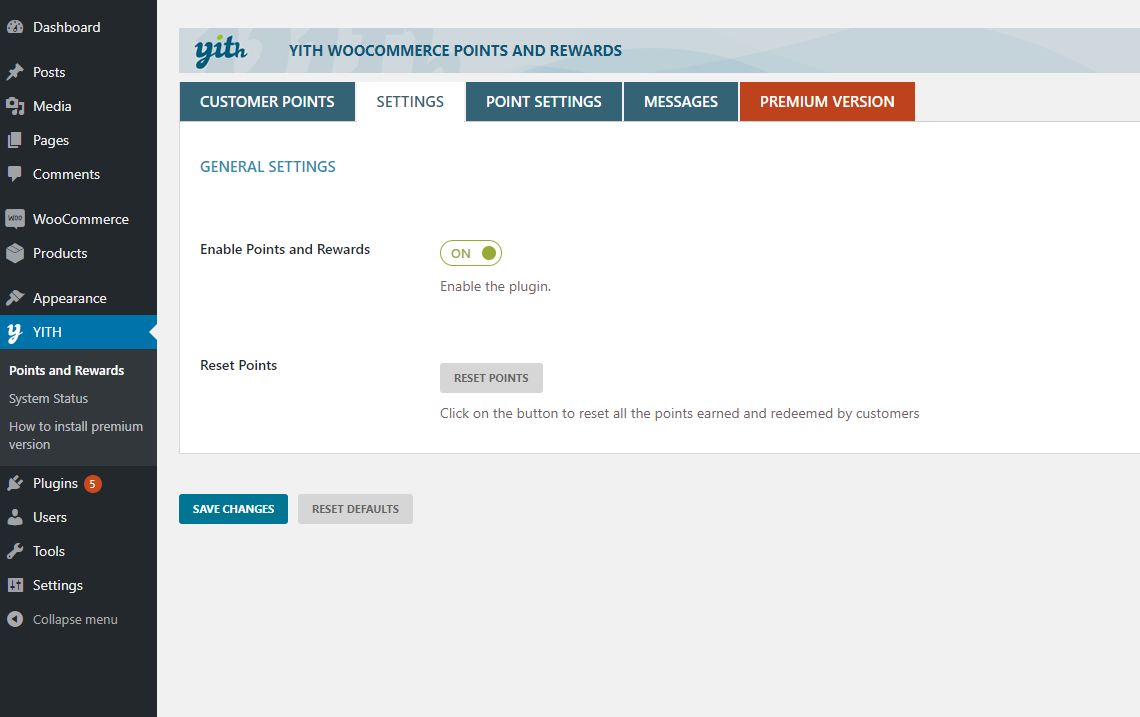 Dashboard
Posts
Media
Pages
Comments
WOO
WooCommerce
Products
Appearance
YITH
Points and Rewards
System Status
How to install premium
version
Plugins 5
Users
Tools
Settings
Collapse menu
yith
YITH WOOCOMMERCE POINTS AND REWARDS
CUSTOMER POINTS
SETTINGS
POINT SETTINGS
MESSAGES
PREMIUM VERSION
GENERAL SETTINGS
Enable Points and Rewards
ON
Enable the plugin.
Reset Points
RESET POINTS
Click on the button to reset all the points earned and redeemed by customers
SAVE CHANGES
RESET DEFAULTS